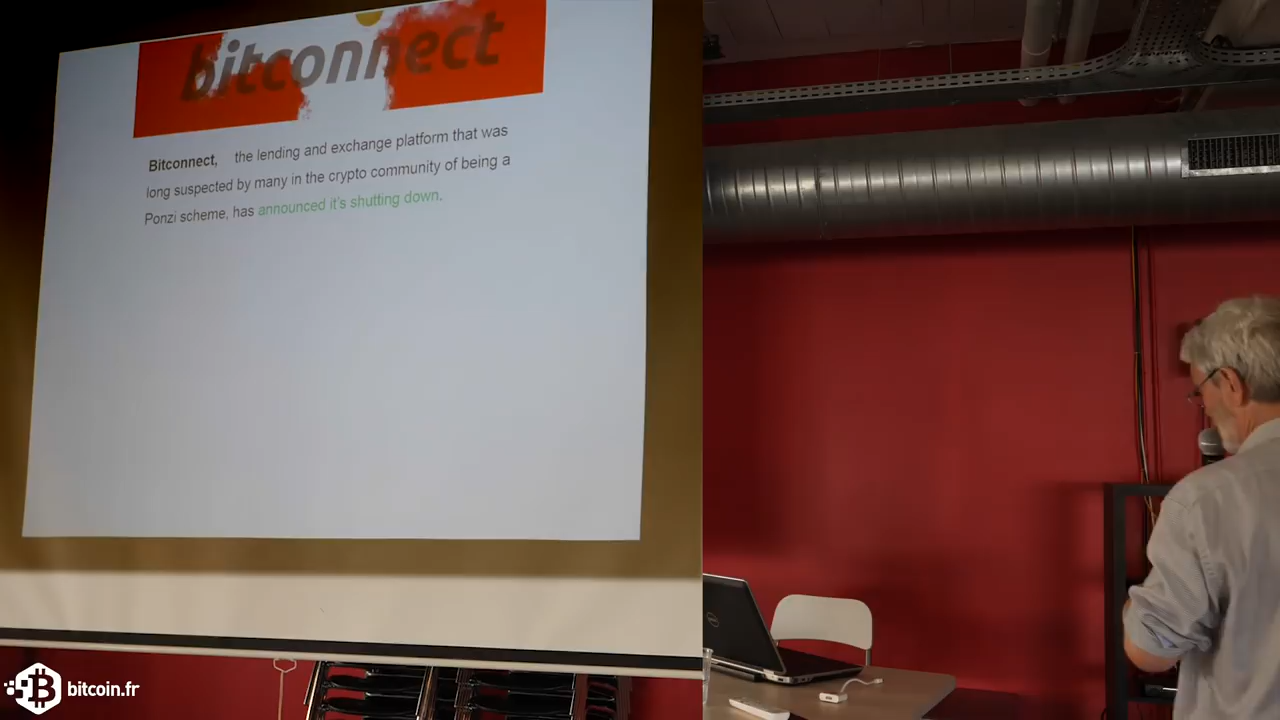 bitconnect
Bitconnect, the lending and exchange platform that was
long suspected by many in the crypto community of being a
Ponzi scheme, has announced it's shutting down.
bitcoin.fr